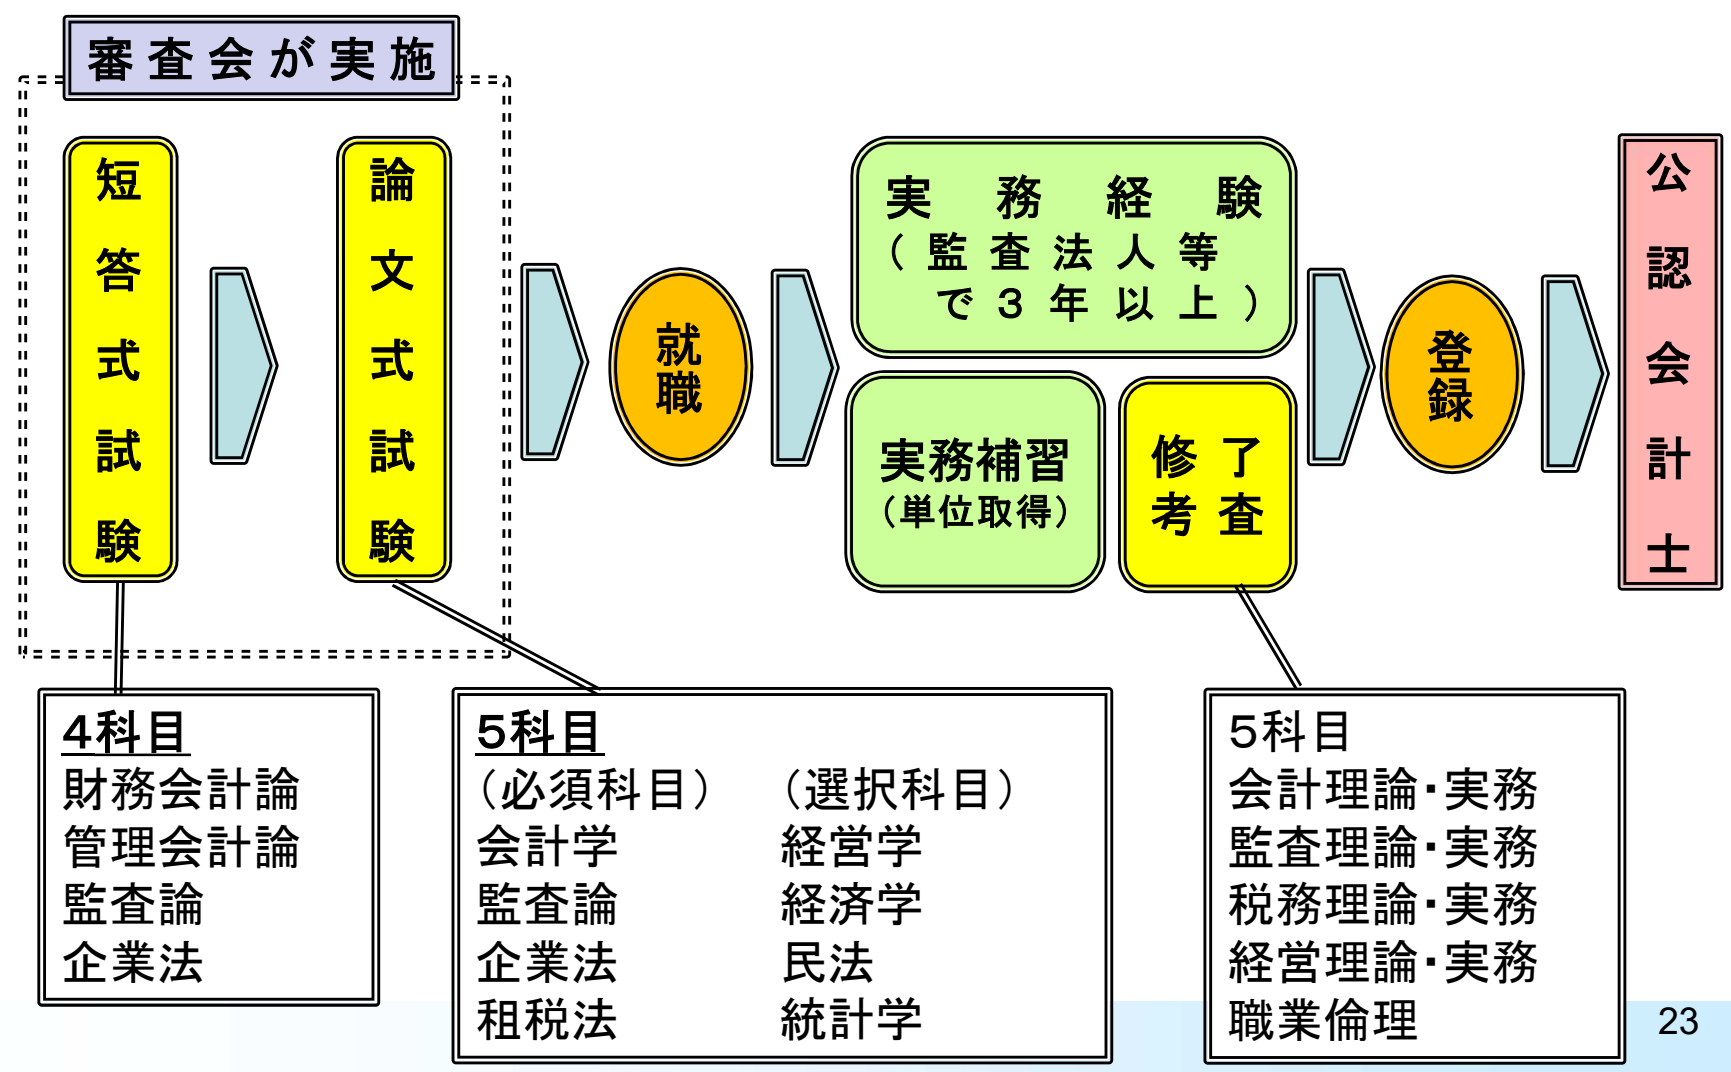 審査会が実施
短答式試験
論文式試験
就職
実務経験
（監査法人等
で３年以上）
実務補習
（単位取得）
修了
考査
登録
公認会計士
４科目
財務会計論
管理会計論
監査論
企業法
５科目
（必須科目）　（選択科目）
会計学　経営学
監査論　経済学
企業法　民法
租税法　統計学
５科目
会計理論・実務
監査理論・実務
税務理論・実務
経営理論・実務
職業倫理
23